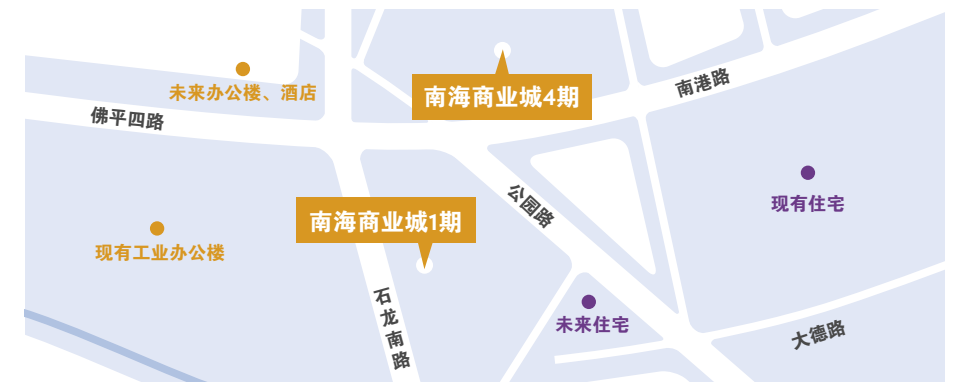 南海商业城4期
南港路
未来办公楼、酒店
佛平四路
现有住宅
公园路
南海商业城1期
现有工业办公楼
石龙南路
未来住宅
大德路